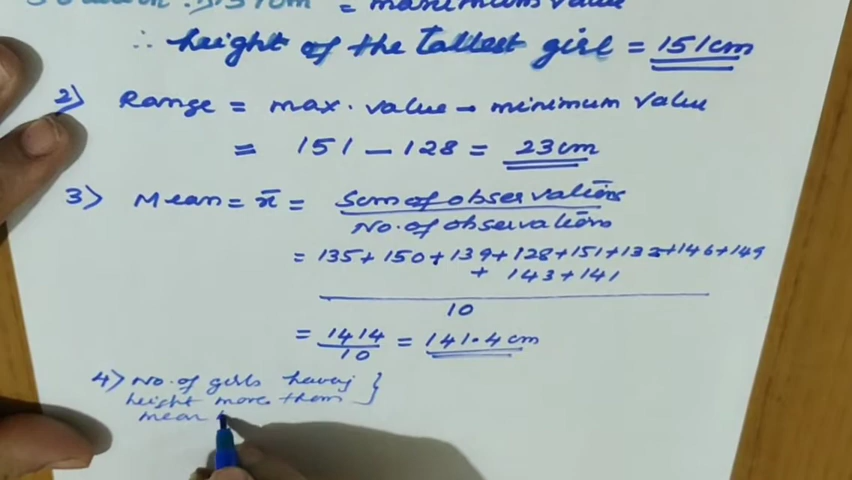 = maximum value
∴ height of the Tallest girl = 151cm
2) Range = max. value - minimum value
= 151 - 128 = 23cm
3) Mean = x̄ = Sum of observations
No. of observations
= 135 + 150 + 139 + 128 + 151 + 132 + 146 + 149
+ 143 + 141
10
= 1414 = 141.4 cm
10
4) No. of girls having }
height more than
mean